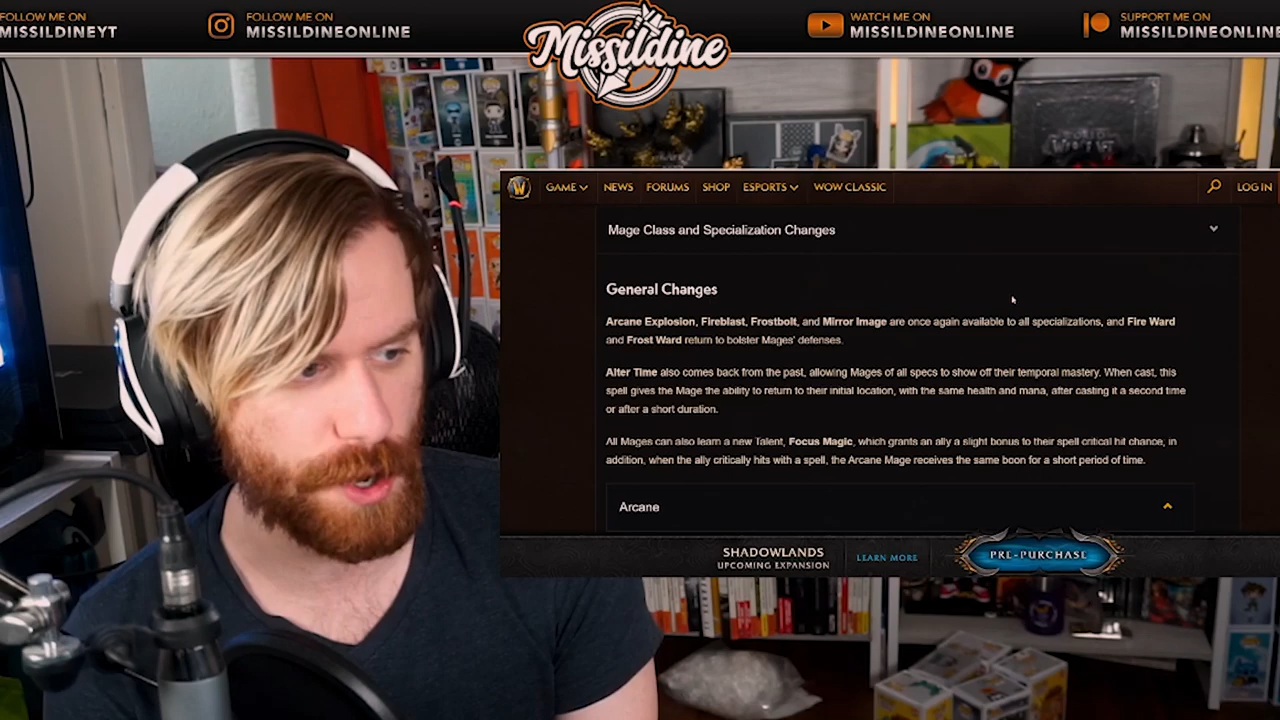 FOLLOW ME ON
MISSILDINEYT
FOLLOW ME ON
MISSILDINEONLINE
Missildine
WATCH ME ON
MISSILDINEONLINE
SUPPORT ME ON
MISSILDINEONLINE
W GAME NEWS FORUMS SHOP ESPORTS WOW CLASSIC LOG IN
Mage Class and Specialization Changes
General Changes
Arcane Explosion, Fireblast, Frostbolt, and Mirror Image are once again available to all specializations, and Fire Ward
and Frost Ward return to bolster Mages' defenses.
Alter Time also comes back from the past, allowing Mages of all specs to show off their temporal mastery. When cast, this
spell gives the Mage the ability to return to their initial location, with the same health and mana, after casting it a second time
or after a short duration.
All Mages can also learn a new Talent, Focus Magic, which grants an ally a slight bonus to their spell critical hit chance, in
addition, when the ally critically hits with a spell, the Arcane Mage receives the same boon for a short period of time.
Arcane
SHADOWLANDS
UPCOMING EXPANSION
LEARN MORE
PRE-PURCHASE